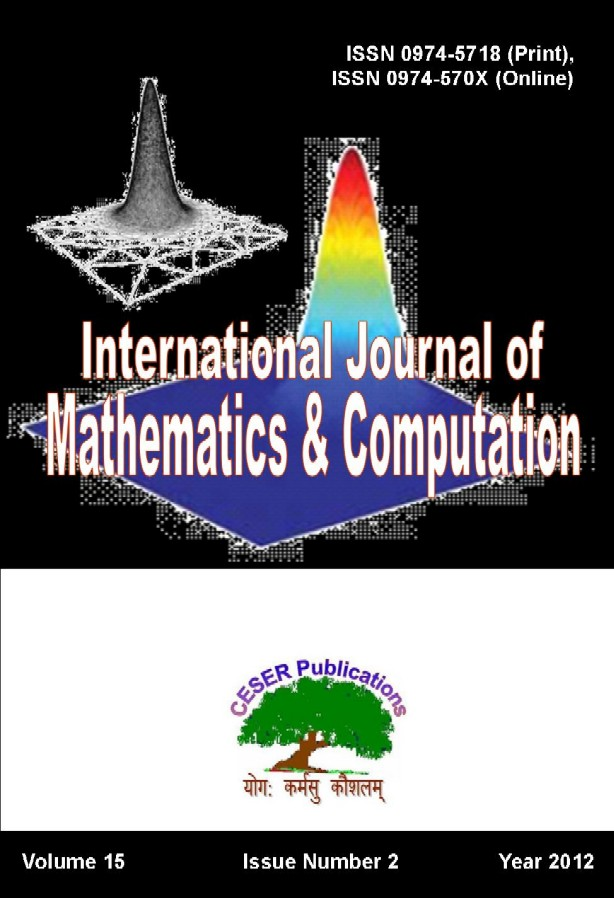 ISSN 0974-5718 (Print),
ISSN 0974-570X (Online)
International Journal of
Mathematics & Computation
CESER Publications
योगः कर्मसु कौशलम्
Volume 15 Issue Number 2 Year 2012